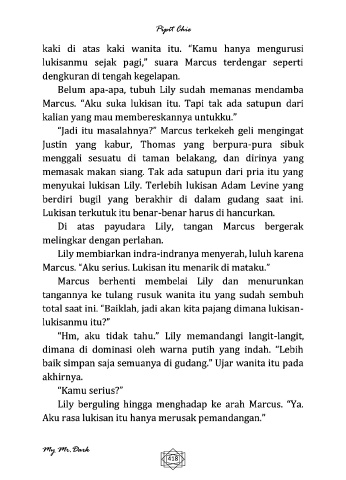 Pipit Chie
kaki di atas kaki wanita itu. “Kamu hanya mengurusi
lukisanmu sejak pagi,” suara Marcus terdengar seperti
dengkuran di tengah kegelapan.
Belum apa-apa, tubuh Lily sudah memanas mendamba
Marcus. “Aku suka lukisan itu. Tapi tak ada satupun dari
kalian yang mau membereskannya untukku.”
“Jadi itu masalahnya?” Marcus terkekeh geli mengingat
Justin yang kabur, Thomas yang berpura-pura sibuk
menggali sesuatu di taman belakang, dan dirinya yang
memasak makan siang. Tak ada satupun dari pria itu yang
menyukai lukisan Lily. Terlebih lukisan Adam Levine yang
berdiri bugil yang berakhir di dalam gudang saat ini.
Lukisan terkutuk itu benar-benar harus di hancurkan.
Di atas payudara Lily, tangan Marcus bergerak
melingkar dengan perlahan.
Lily membiarkan indra-indranya menyerah, luluh karena
Marcus. “Aku serius. Lukisan itu menarik di mataku.”
Marcus berhenti membelai Lily dan menurunkan
tangannya ke tulang rusuk wanita itu yang sudah sembuh
total saat ini. “Baiklah, jadi akan kita pajang dimana lukisan-
lukisanmu itu?”
“Hm, aku tidak tahu.” Lily memandangi langit-langit,
dimana di dominasi oleh warna putih yang indah. “Lebih
baik simpan saja semuanya di gudang.” Ujar wanita itu pada
akhirnya.
“Kamu serius?”
Lily berguling hingga menghadap ke arah Marcus. “Ya.
Aku rasa lukisan itu hanya merusak pemandangan.”
My Mr.Dark
418